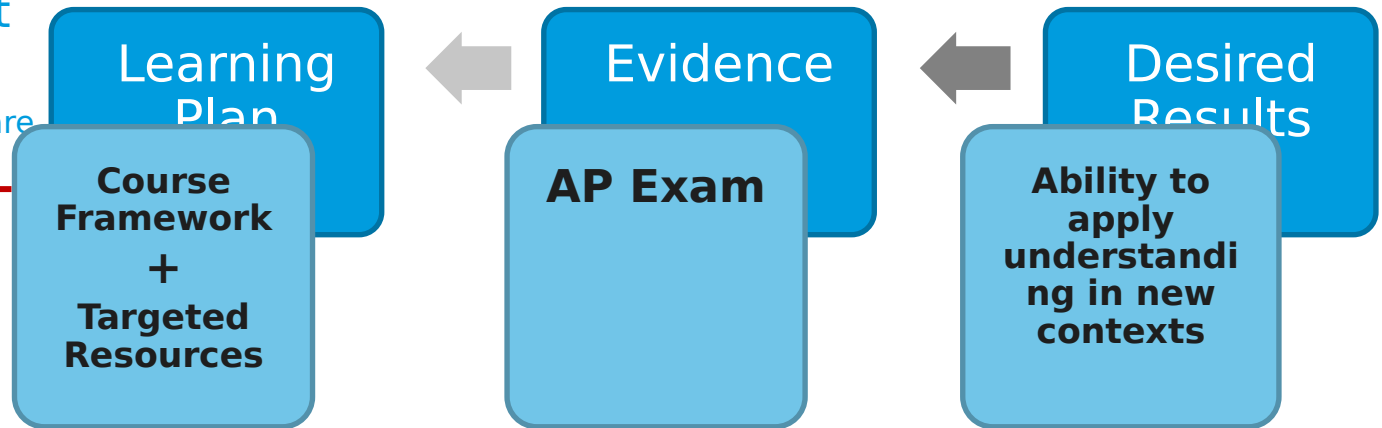 Learning
Plan
Course
Framework
+
Targeted
Resources
Evidence
AP Exam
Desired
Results
Ability to
apply
understandi
ng in new
contexts